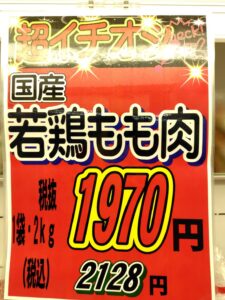 超イチオシ
国産
若鶏もも肉
税抜
1袋・2kg
1970円
(税込)
2128円